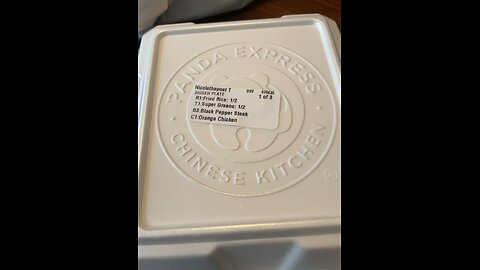 PANDA EXPRESS
Nicolethepoet T
BIGGER PLATE
1 of 3
B1:Fried Rice: 1/2
T1:Super Greens: 1/2
B3:Black Pepper Steak
C1:Orange Chicken
CHINESE KITCHEN
®